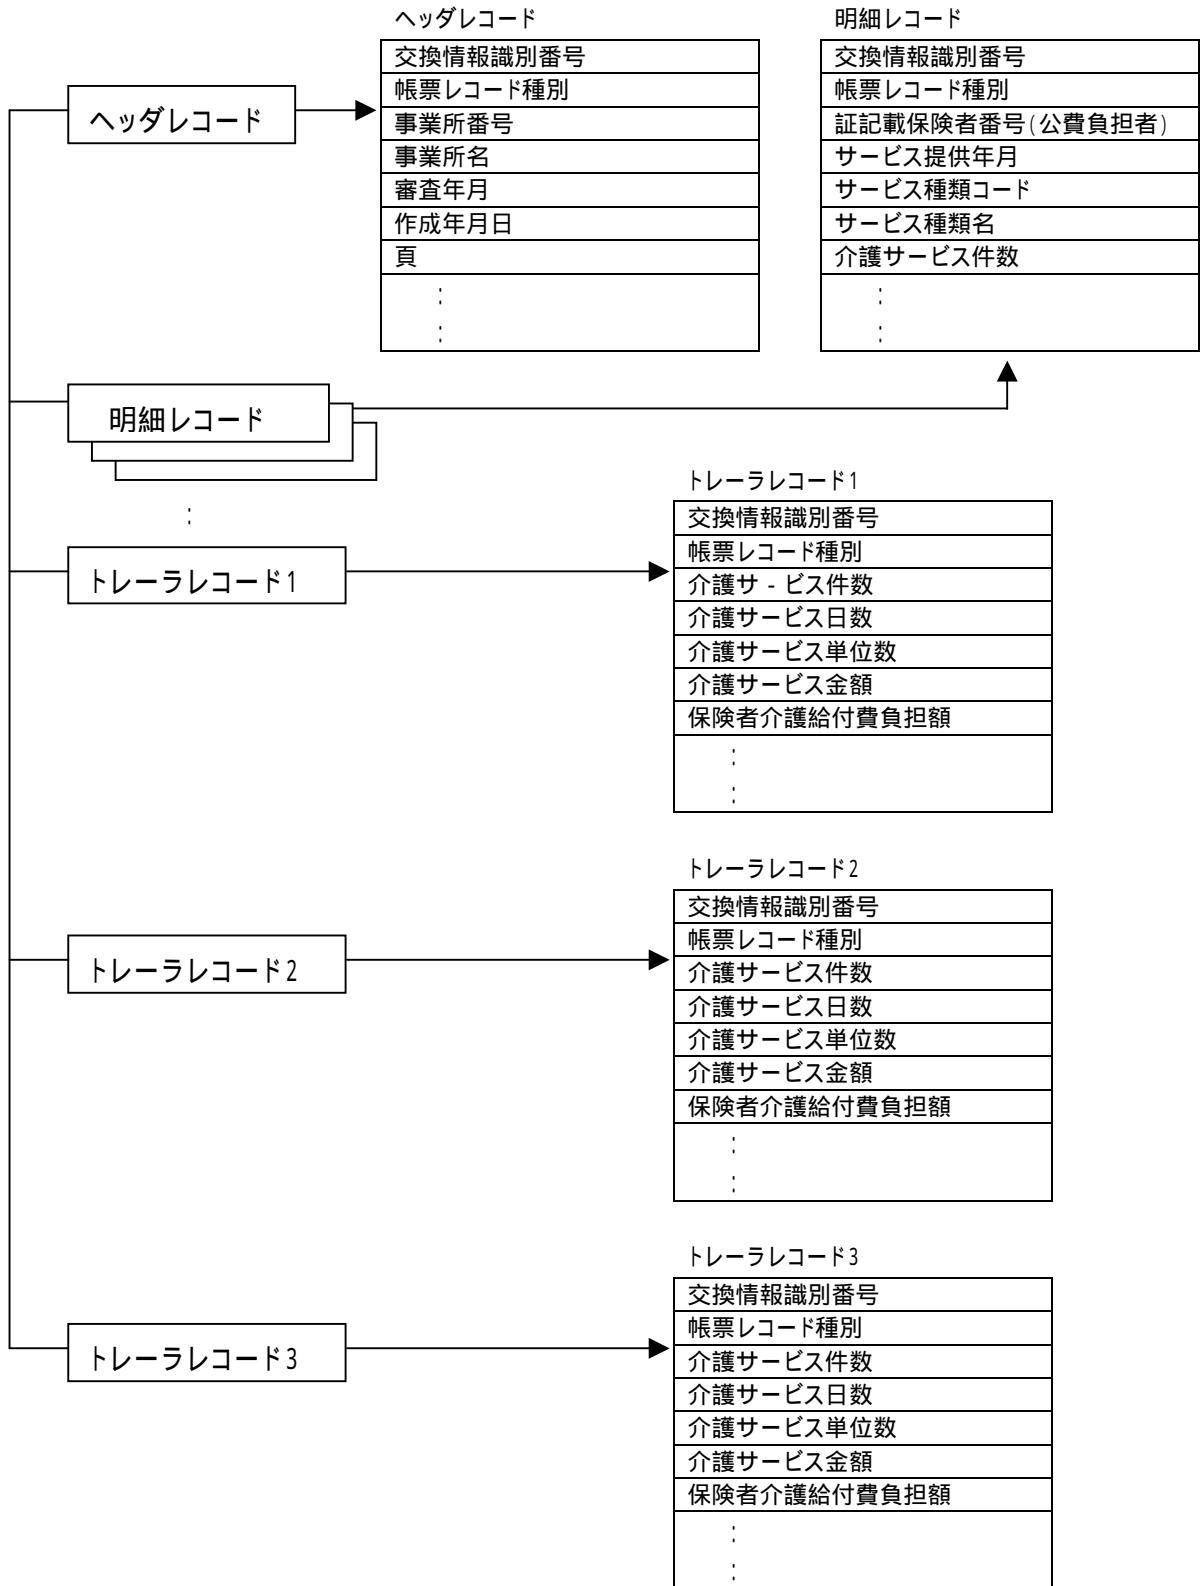 ヘッダレコード
交換情報識別番号
帳票レコード種別
事業所番号
事業所名
審査年月
作成年月日
頁
:
:
明細レコード
交換情報識別番号
帳票レコード種別
証記載保険者番号(公費負担者)
サービス提供年月
サービス種類コード
サービス種類名
介護サービス件数
:
:
ヘッダレコード
明細レコード
:
トレーラレコード1
トレーラレコード1
交換情報識別番号
帳票レコード種別
介護サ-ビス件数
介護サービス日数
介護サービス単位数
介護サービス金額
保険者介護給付費負担額
:
:
トレーラレコード2
トレーラレコード2
交換情報識別番号
帳票レコード種別
介護サービス件数
介護サービス日数
介護サービス単位数
介護サービス金額
保険者介護給付費負担額
:
:
トレーラレコード3
トレーラレコード3
交換情報識別番号
帳票レコード種別
介護サービス件数
介護サービス日数
介護サービス単位数
介護サービス金額
保険者介護給付費負担額
:
: